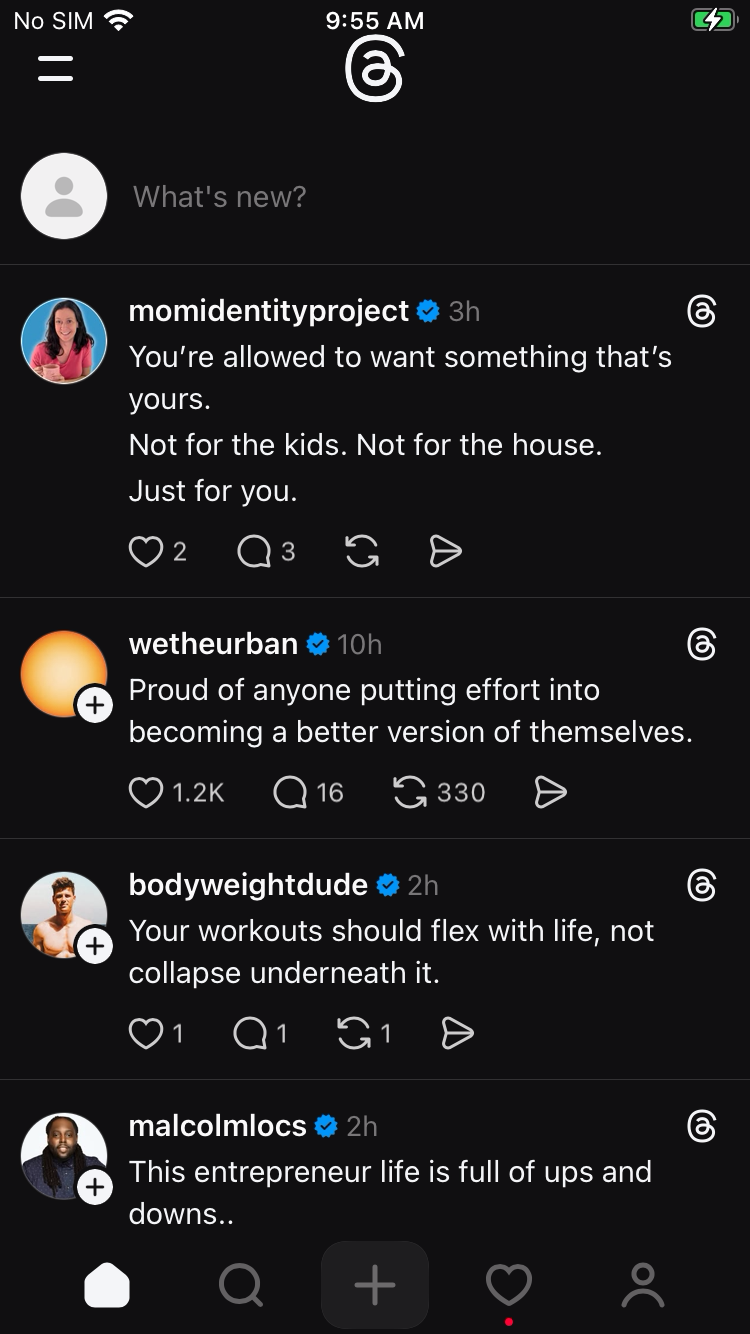 No SIM 9:55 AM
What's new?
momidentityproject 3h
You’re allowed to want something that’s
yours.
Not for the kids. Not for the house.
Just for you.
2 3
wetheurban 10h
Proud of anyone putting effort into
becoming a better version of themselves.
1.2K 16 330
bodyweightdude 2h
Your workouts should flex with life, not
collapse underneath it.
1 1 1
malcolmlocs 2h
This entrepreneur life is full of ups and
downs..